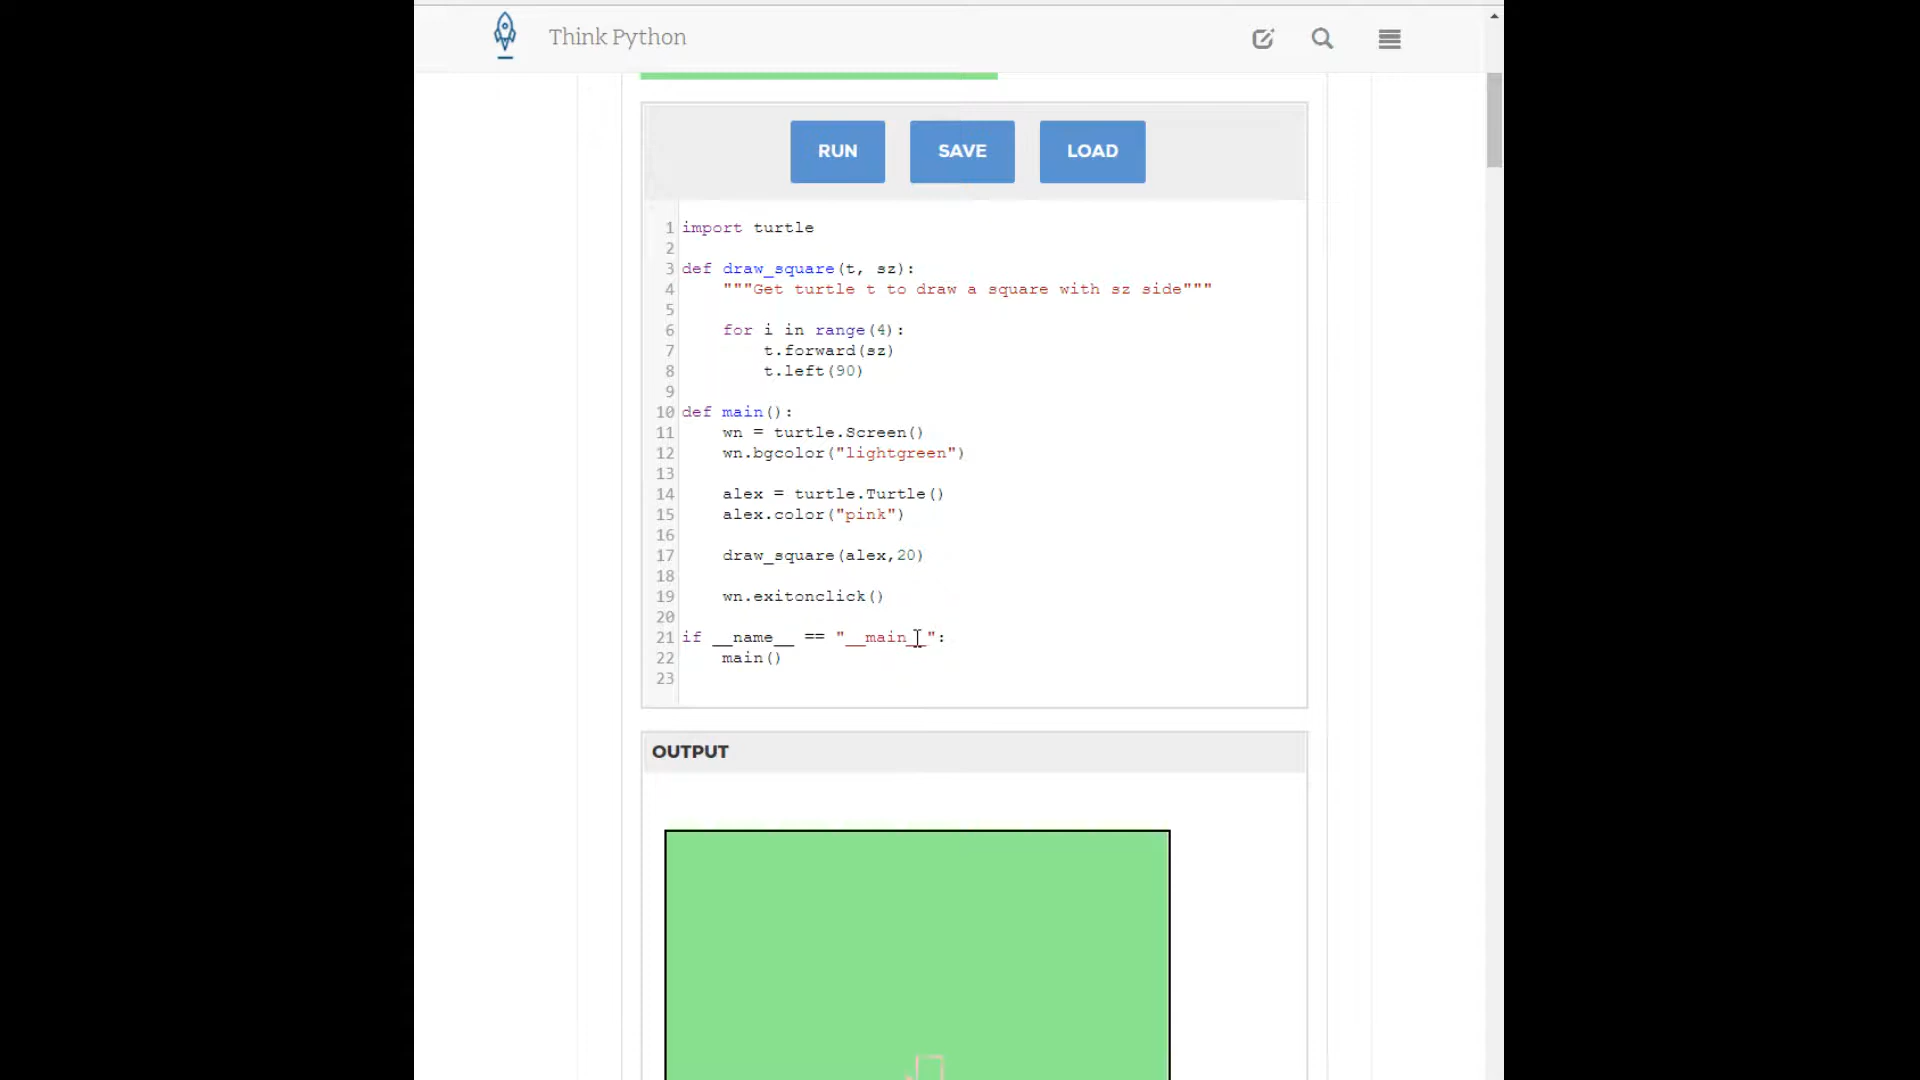 Think Python
RUN SAVE LOAD
1 import turtle
2
3 def draw_square(t, sz):
4     """Get turtle t to draw a square with sz side"""
5
6     for i in range(4):
7         t.forward(sz)
8         t.left(90)
9
10 def main():
11     wn = turtle.Screen()
12     wn.bgcolor("lightgreen")
13
14     alex = turtle.Turtle()
15     alex.color("pink")
16
17     draw_square(alex,20)
18
19     wn.exitonclick()
20
21 if __name__ == "__main__":
22     main()
23
OUTPUT